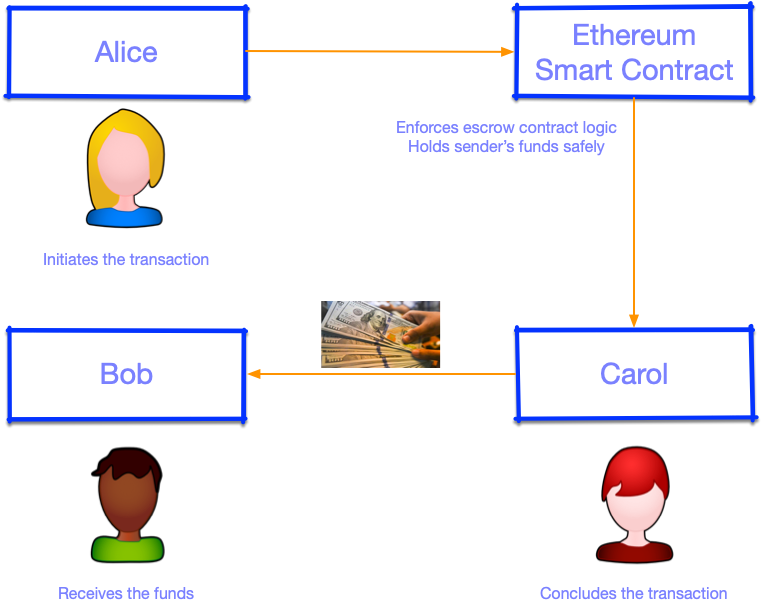 Alice
Ethereum
Smart Contract
Enforces escrow contract logic
Holds sender's funds safely
Initiates the transaction
Bob
Carol
Receives the funds
Concludes the transaction